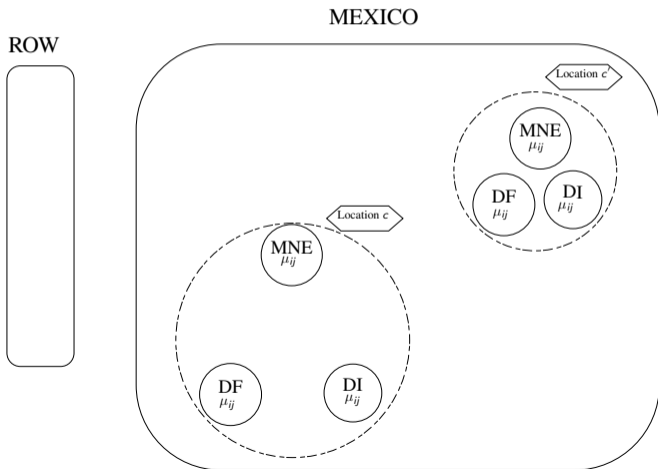 MEXICO
ROW
Location c′
MNE
μij
DF
μij
DI
μij
Location c
MNE
μij
DF
μij
DI
μij